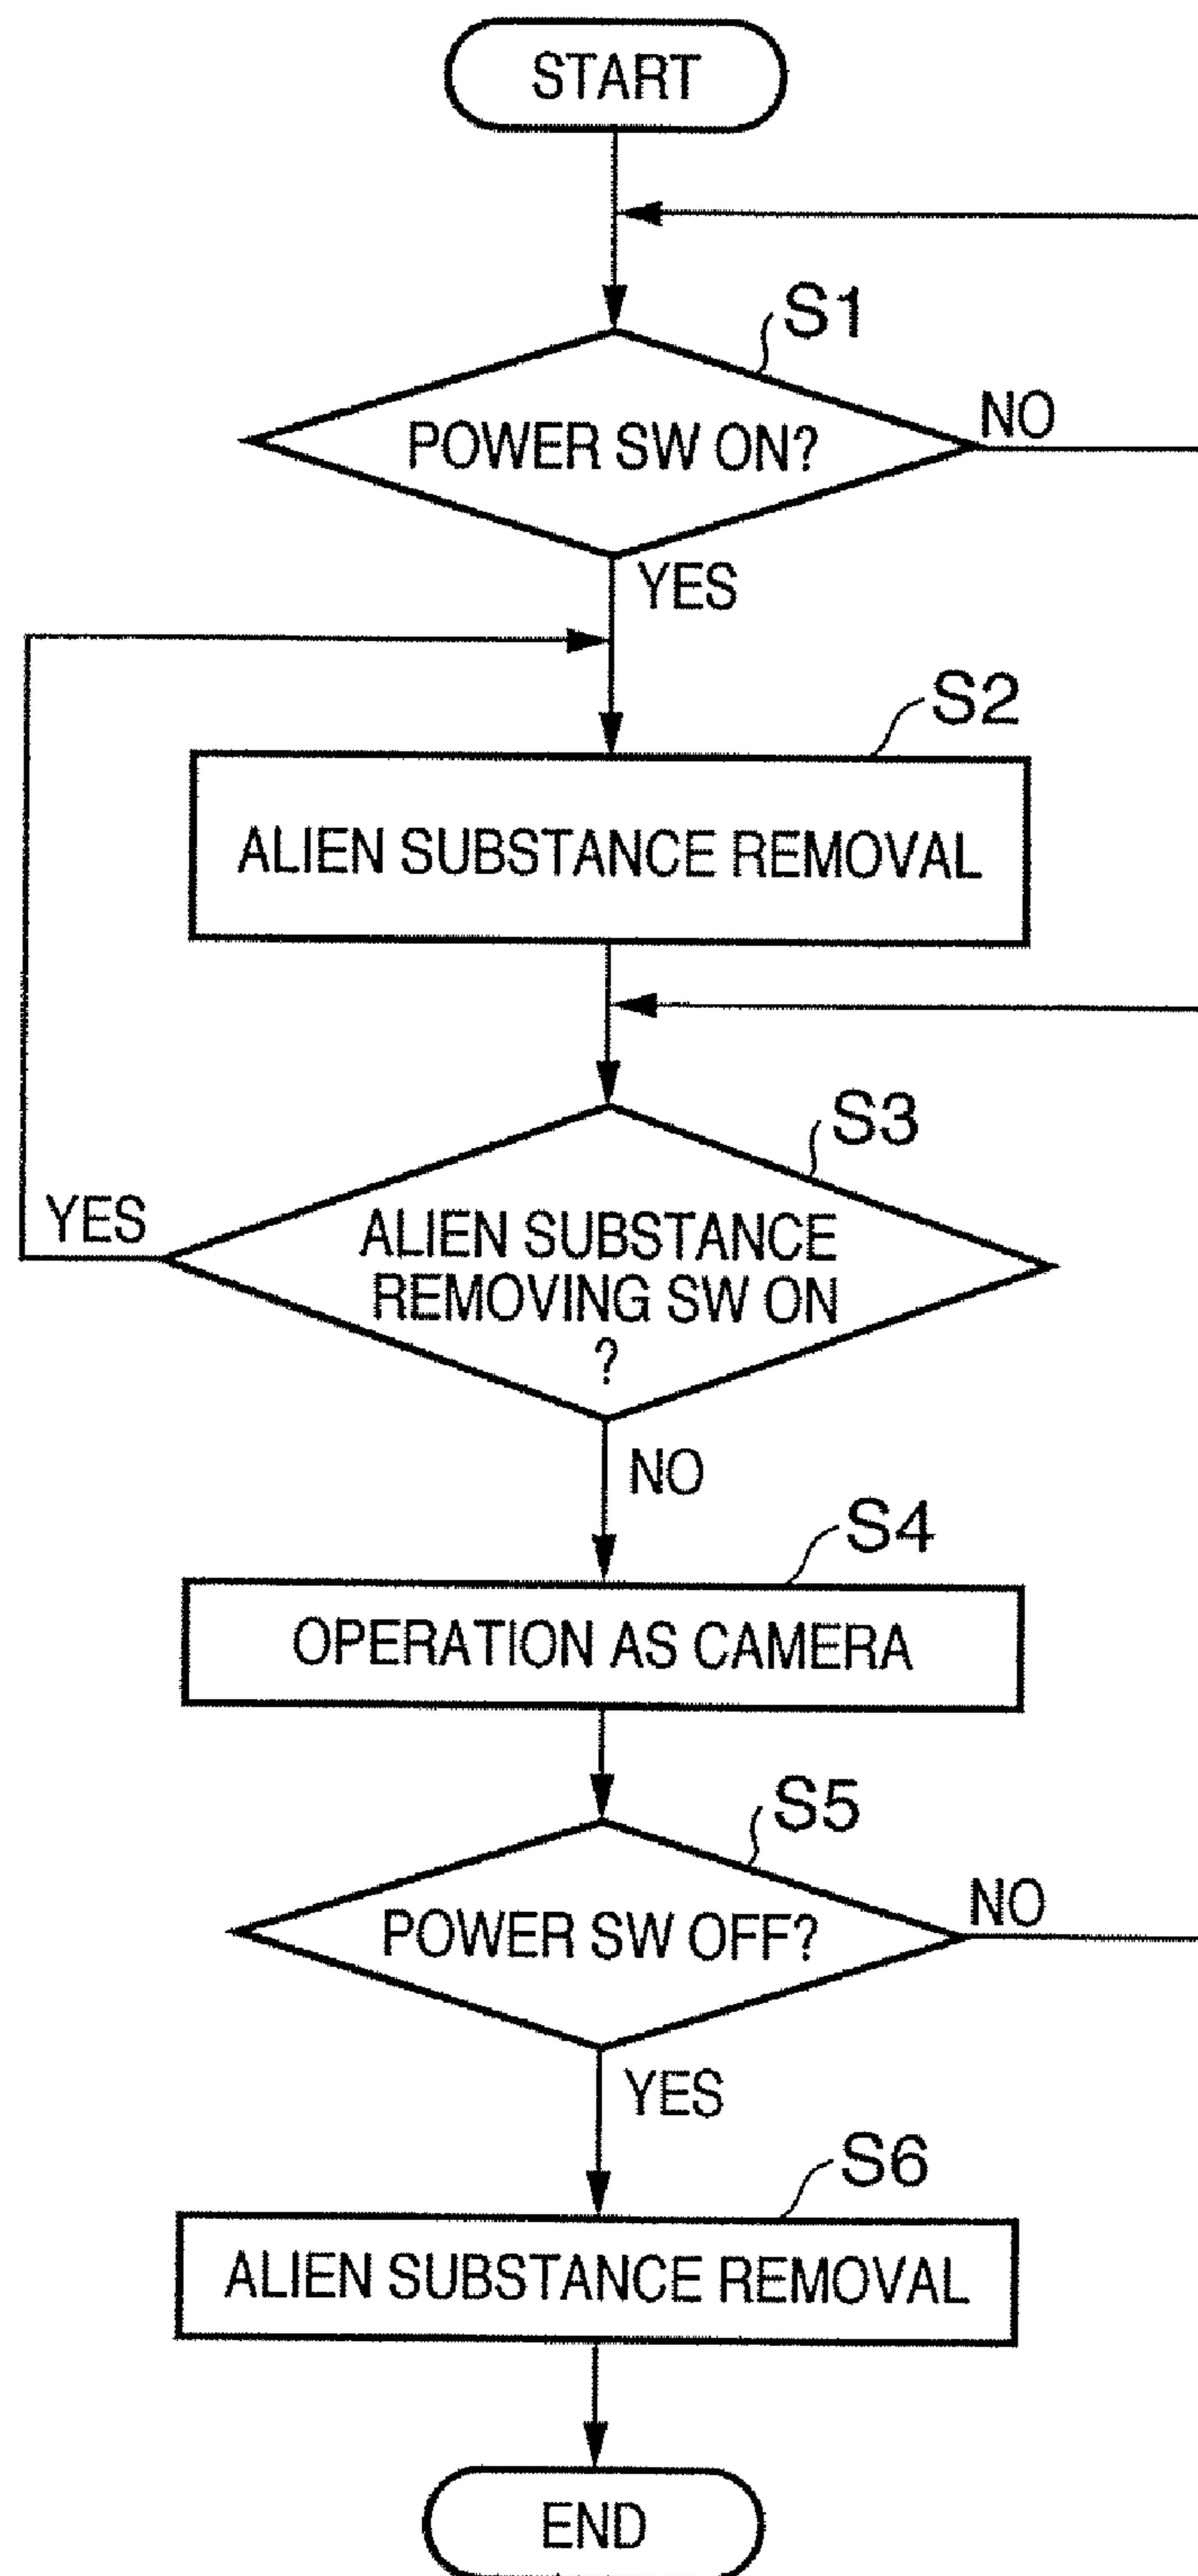 START
S1
POWER SW ON?
NO
YES
S2
ALIEN SUBSTANCE REMOVAL
S3
YES
ALIEN SUBSTANCE
REMOVING SW ON
?
NO
S4
OPERATION AS CAMERA
S5
POWER SW OFF?
NO
YES
S6
ALIEN SUBSTANCE REMOVAL
END